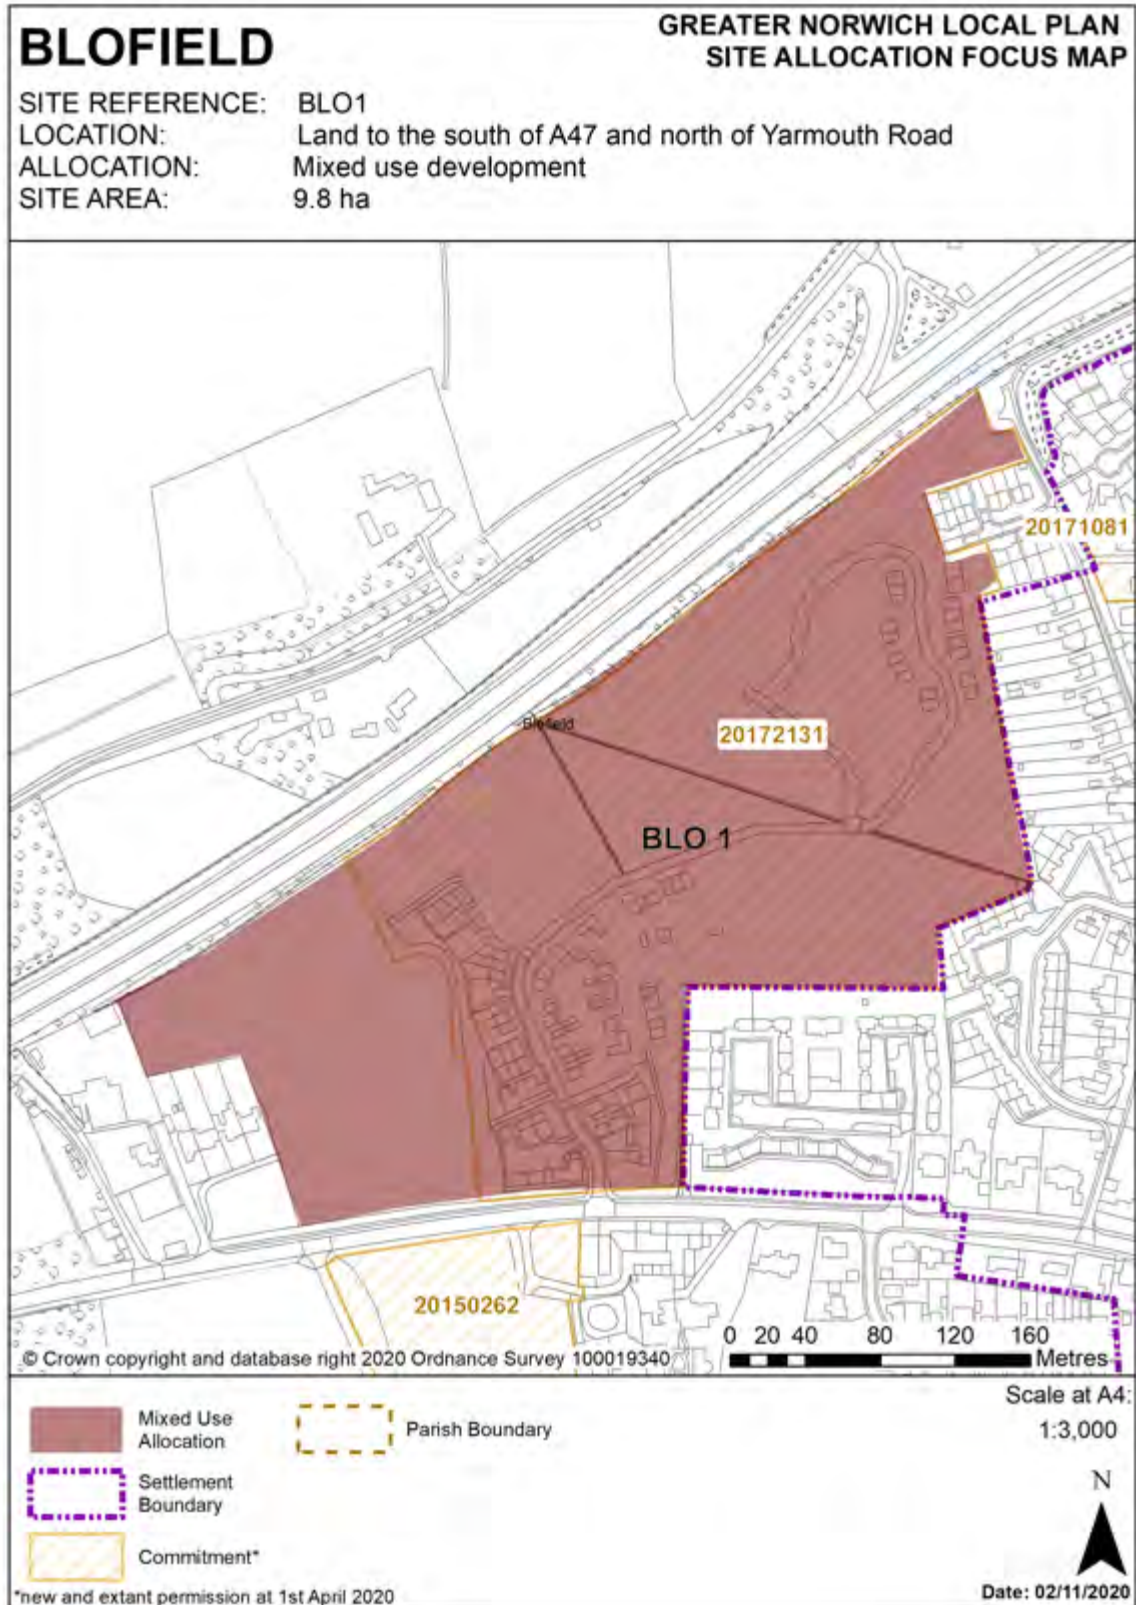 BLOFIELD
GREATER NORWICH LOCAL PLAN
SITE ALLOCATION FOCUS MAP
SITE REFERENCE: BLO1
LOCATION: Land to the south of A47 and north of Yarmouth Road
ALLOCATION: Mixed use development
SITE AREA: 9.8 ha
20171081
Blofield
20172131
BLO 1
20150262
0 20 40 80 120 160
Metres
© Crown copyright and database right 2020 Ordnance Survey 100019340
Mixed Use
Allocation
Parish Boundary
Settlement
Boundary
Commitment*
*new and extant permission at 1st April 2020
Scale at A4:
1:3,000
N
Date: 02/11/2020